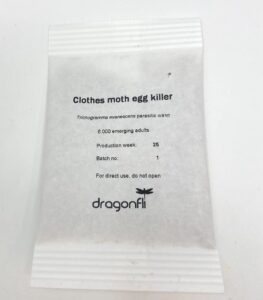 Clothes moth egg killer
Trichogramma evanescens parasitic wasp
6.000 emerging adults
Production week: 25
Batch no. 1
For direct use, do not open
dragonfli